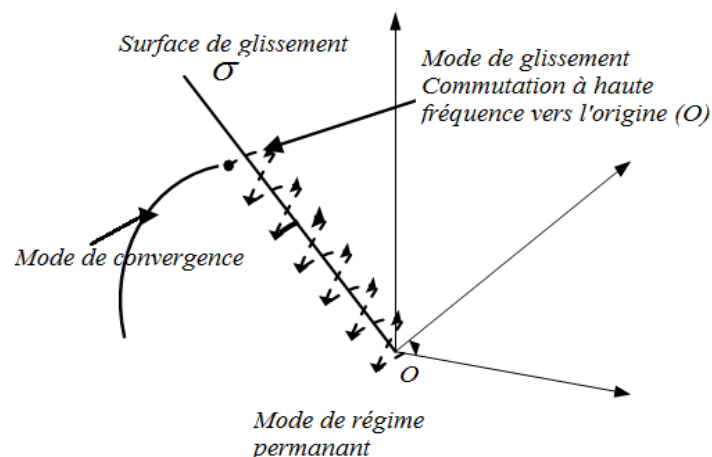 Surface de glissement
σ
Mode de glissement
Commutation à haute
fréquence vers l'origine (O)
Mode de convergence
O
Mode de régime
permanant